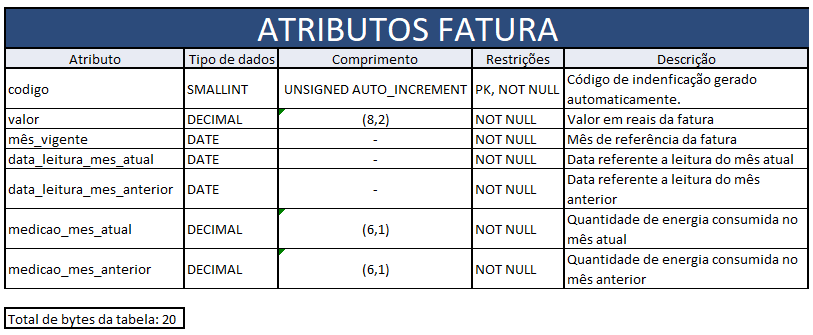 ATRIBUTOS FATURA
Atributo Tipo de dados Comprimento Restrições Descrição
codigo SMALLINT UNSIGNED AUTO_INCREMENT PK, NOT NULL Código de indenficação gerado
automaticamente.
valor DECIMAL (8,2) NOT NULL Valor em reais da fatura
mês_vigente DATE - NOT NULL Mês de referência da fatura
data_leitura_mes_atual DATE - NOT NULL Data referente a leitura do mês atual
data_leitura_mes_anterior DATE - NOT NULL Data referente a leitura do mês
anterior
medicao_mes_atual DECIMAL (6,1) NOT NULL Quantidade de energia consumida no
mês atual
medicao_mes_anterior DECIMAL (6,1) NOT NULL Quantidade de energia consumida no
mês anterior
Total de bytes da tabela: 20